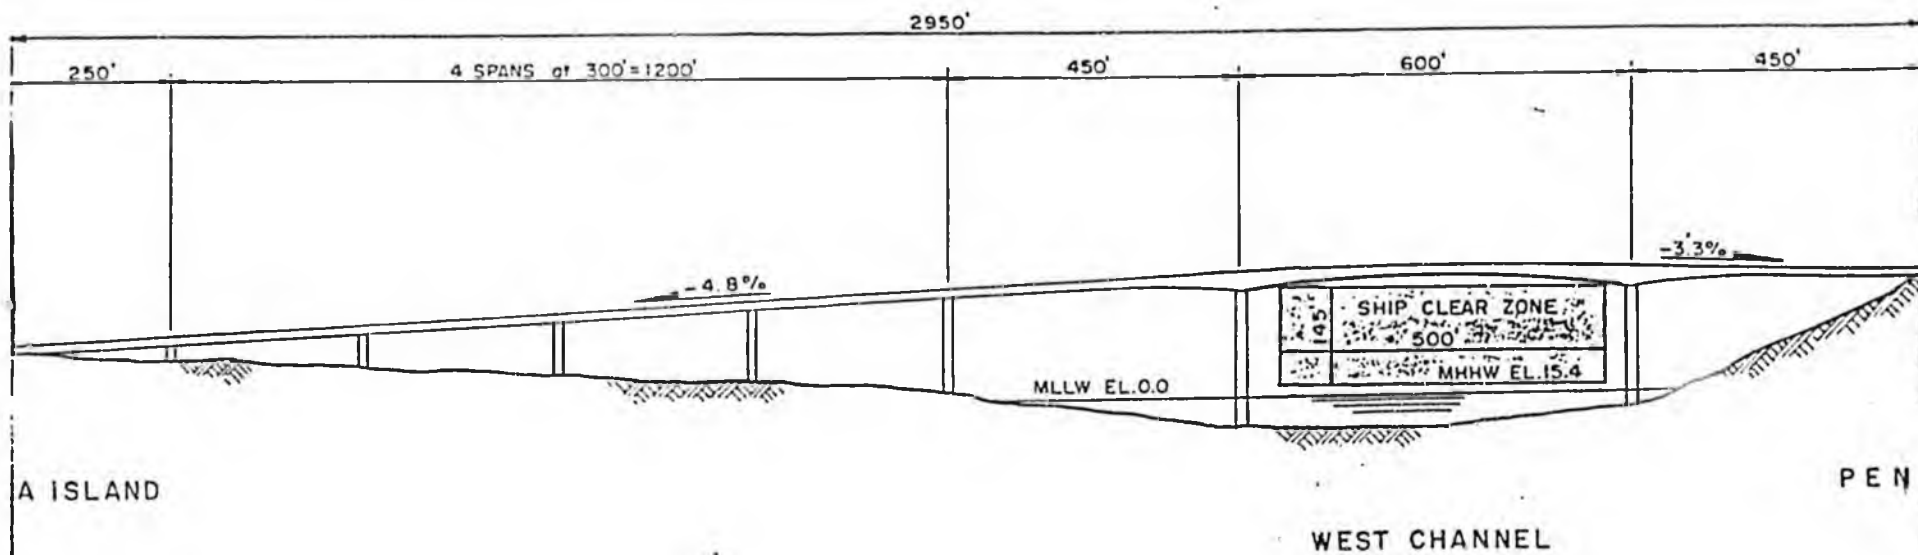 2950'
250'
4 SPANS at 300'=1200'
450'
600'
450'
-3.3%
-4.8%
SHIP CLEAR ZONE
145'
500'
MHHW EL.15.4
MLLW EL.0.0
A ISLAND
PEN
WEST CHANNEL